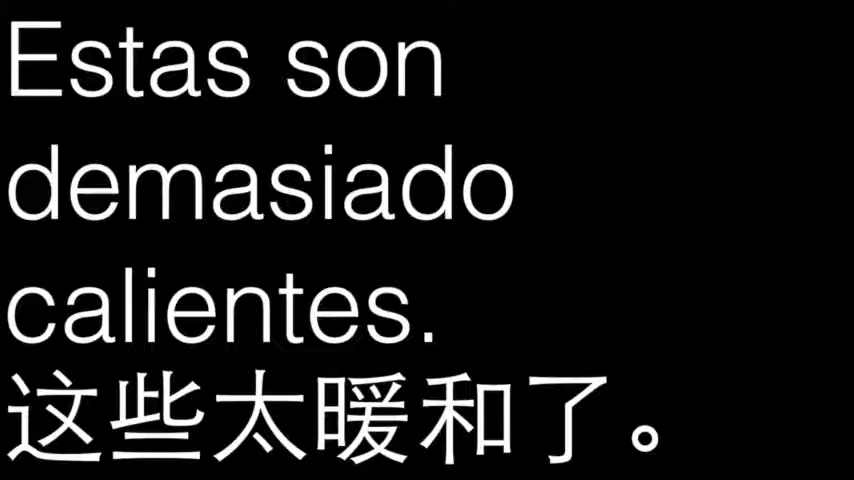 Estas son
demasiado
calientes.
这些太暖和了。